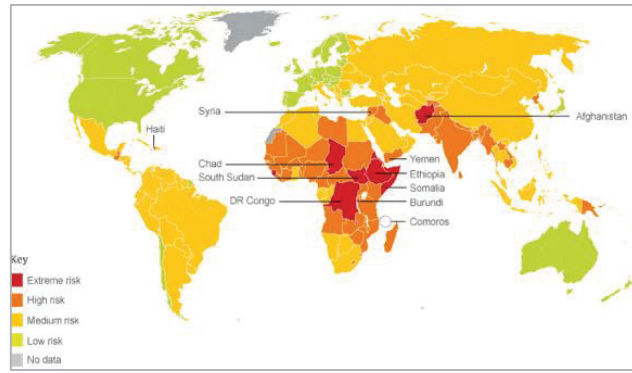 Haiti
Syria
Afghanistan
Chad
South Sudan
DR Congo
Yemen
Ethiopia
Somalia
Burundi
Comoros
Key
Extreme risk
High risk
Medium risk
Low risk
No data